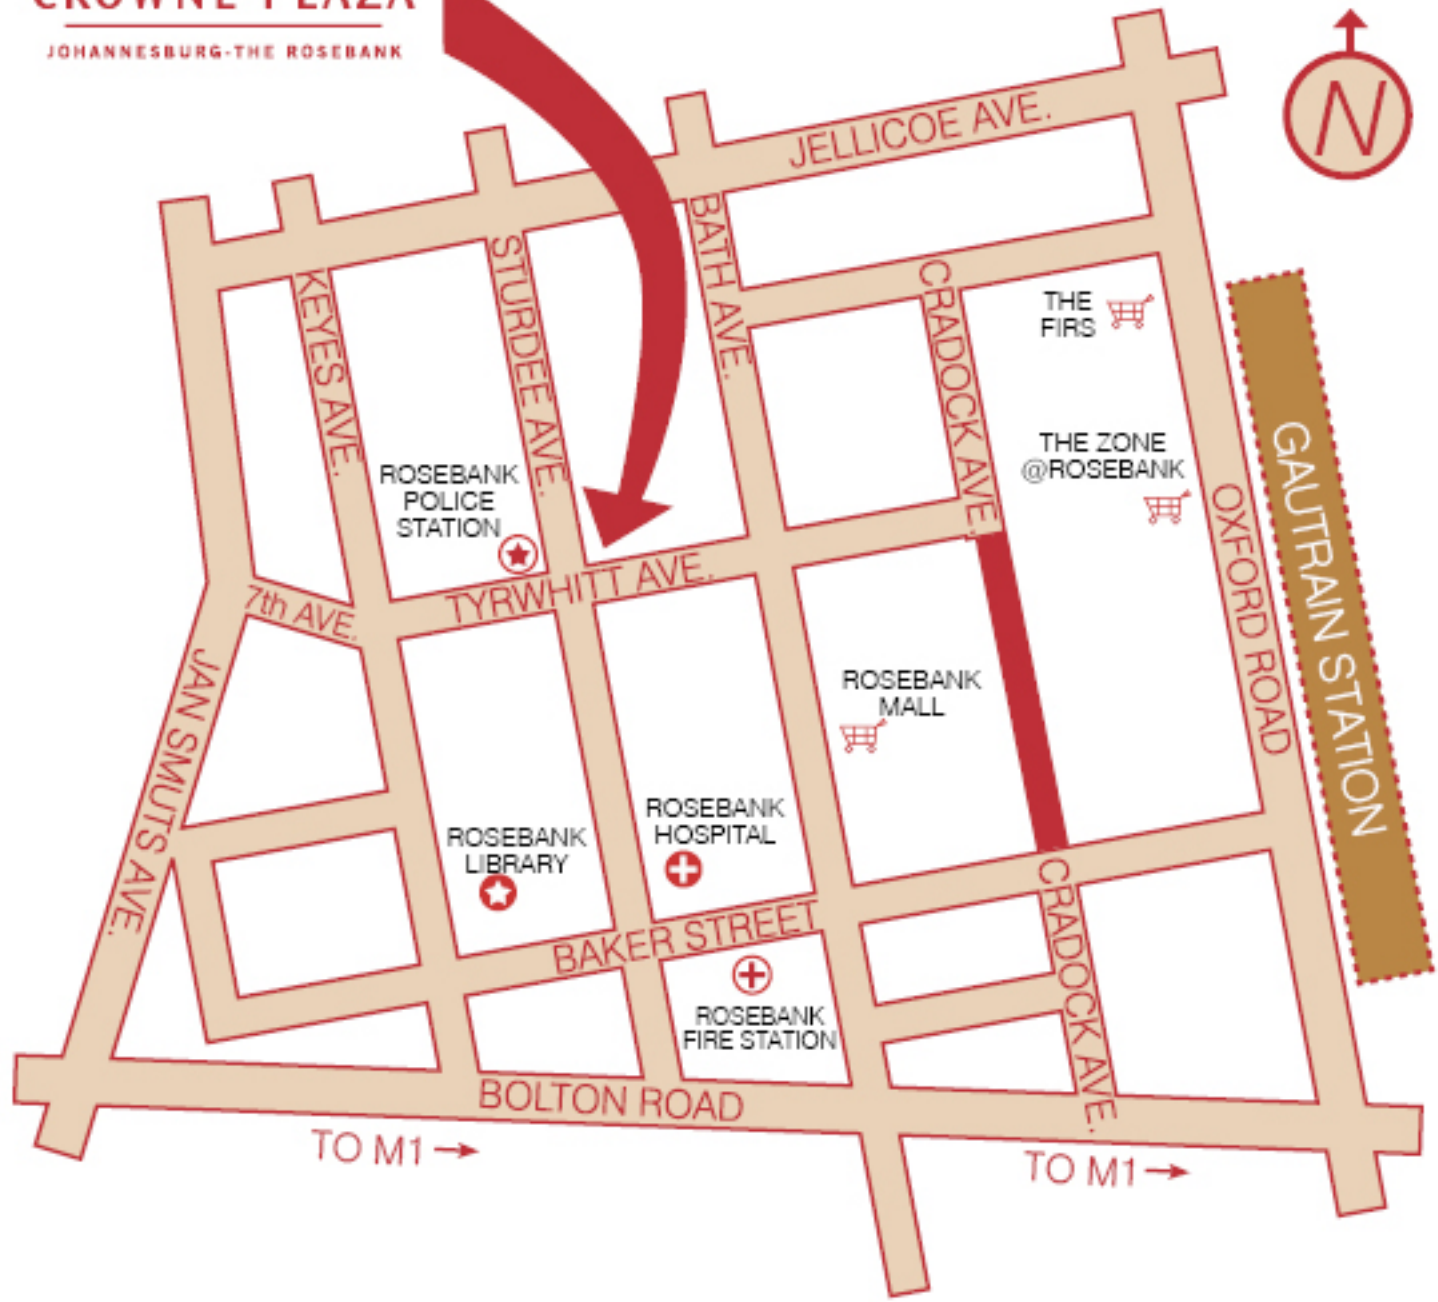 CROWNE PLAZA
JOHANNESBURG-THE ROSEBANK
N
JELLICOE AVE.
BATH AVE.
STURDEE AVE.
KEYES AVE.
CRADOCK AVE.
THE
FIRS
THE ZONE
@ROSEBANK
ROSEBANK
POLICE
STATION
OXFORD ROAD
GAUTRAIN STATION
TYRWHITT AVE.
7th AVE.
JAN SMUTS AVE.
ROSEBANK
MALL
ROSEBANK
HOSPITAL
ROSEBANK
LIBRARY
BAKER STREET
CRADOCK AVE.
ROSEBANK
FIRE STATION
BOLTON ROAD
TO M1
TO M1